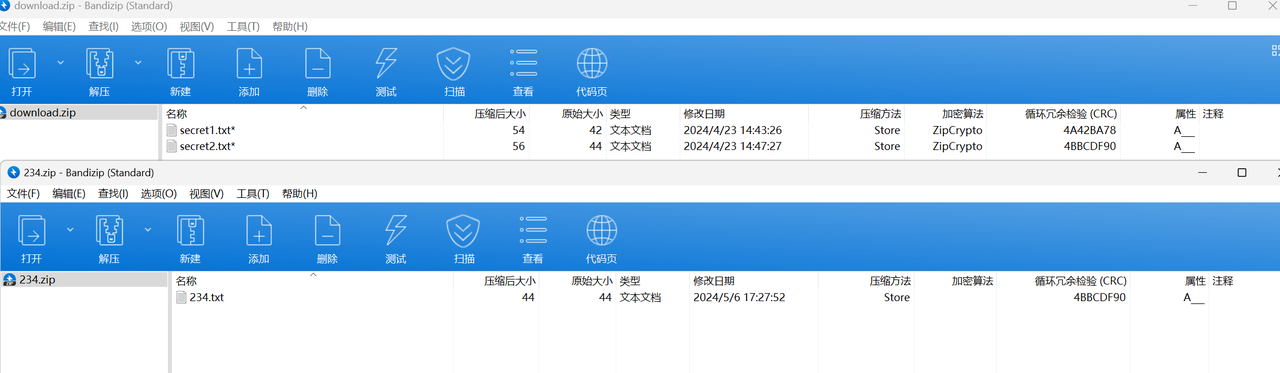 download.zip - Bandizip (Standard)
文件(F) 编辑(E) 查找(I) 选项(O) 视图(V) 工具(T) 帮助(H)
打开 解压 新建 添加 删除 测试 扫描 查看 代码页
download.zip
名称 压缩后大小 原始大小 类型 修改日期 压缩方法 加密算法 循环冗余检验 (CRC) 属性 注释
secret1.txt* 54 42 文本文档 2024/4/23 14:43:26 Store ZipCrypto 4A42BA78 A__
secret2.txt* 56 44 文本文档 2024/4/23 14:47:27 Store ZipCrypto 4BBCDF90 A__
234.zip - Bandizip (Standard)
文件(F) 编辑(E) 查找(I) 选项(O) 视图(V) 工具(T) 帮助(H)
打开 解压 新建 添加 删除 测试 扫描 查看 代码页
234.zip
名称 压缩后大小 原始大小 类型 修改日期 压缩方法 加密算法 循环冗余检验 (CRC) 属性 注释
234.txt 44 44 文本文档 2024/5/6 17:27:52 Store 4BBCDF90 A__